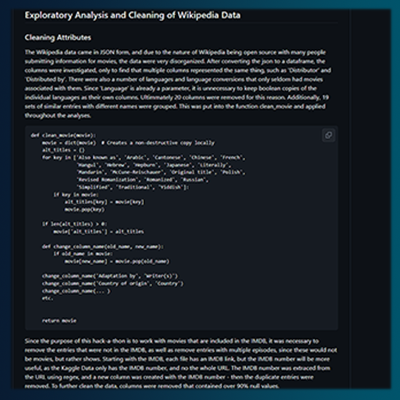 Exploratory Analysis and Cleaning of Wikipedia Data
Cleaning Attributes
The Wikipedia data came in JSON form, and due to the nature of Wikipedia being open source with many people
submitting information for movies, the data were very disorganized. After converting the json to a dataframe, the
columns were investigated, only to find that multiple columns represented the same thing, such as 'Distributor' and
'Distributed by'. There were also a number of languages and language conversions that only seldom had movies
associated with them. Since 'Language' is already a parameter, it is unnecessary to keep boolean copies of the
individual languages as their own columns. Ultimately 20 columns were removed for this reason. Additionally, 19
sets of similar entries with different names were grouped. This was put into the function clean_movie and applied
throughout the analyses.
def clean_movie(movie):
movie = dict(movie) # Creates a non-destructive copy locally
alt_titles = {}
for key in ['Also known as', 'Arabic', 'Cantonese', 'Chinese', 'French',
'Hangul', 'Hebrew', 'Hepburn', 'Japanese', 'Literally',
'Mandarin', 'McCune-Reischauer', 'Original title', 'Polish',
'Revised Romanization', 'Romanized', 'Russian',
'Simplified', 'Traditional', 'Yiddish']:
if key in movie:
alt_titles[key] = movie[key]
movie.pop(key)
if len(alt_titles) > 0:
movie['alt_titles'] = alt_titles
def change_column_name(old_name, new_name):
if old_name in movie:
movie[new_name] = movie.pop(old_name)
change_column_name('Adaptation by', 'Writer(s)')
change_column_name('Country of origin', 'Country')
change_column_name(... )
etc.
return movie
Since the purpose of this hack-a-thon is to work with movies that are included in the IMDB, it was necessary to
remove the entries that were not in the IMDB, as well as remove entries with multiple episodes, since these would not
be movies, but rather shows. Starting with the IMDB, each file has an IMDB link, but the IMDB number will be more
useful, as the Kaggle Data only has the IMDB number, and no the whole URL. The IMDB number was extraced from
the URL using regex, and a new column was created with the IMDB number - then the duplicate entries were
removed. To further clean the data, columns were removed that contained over 90% null values.